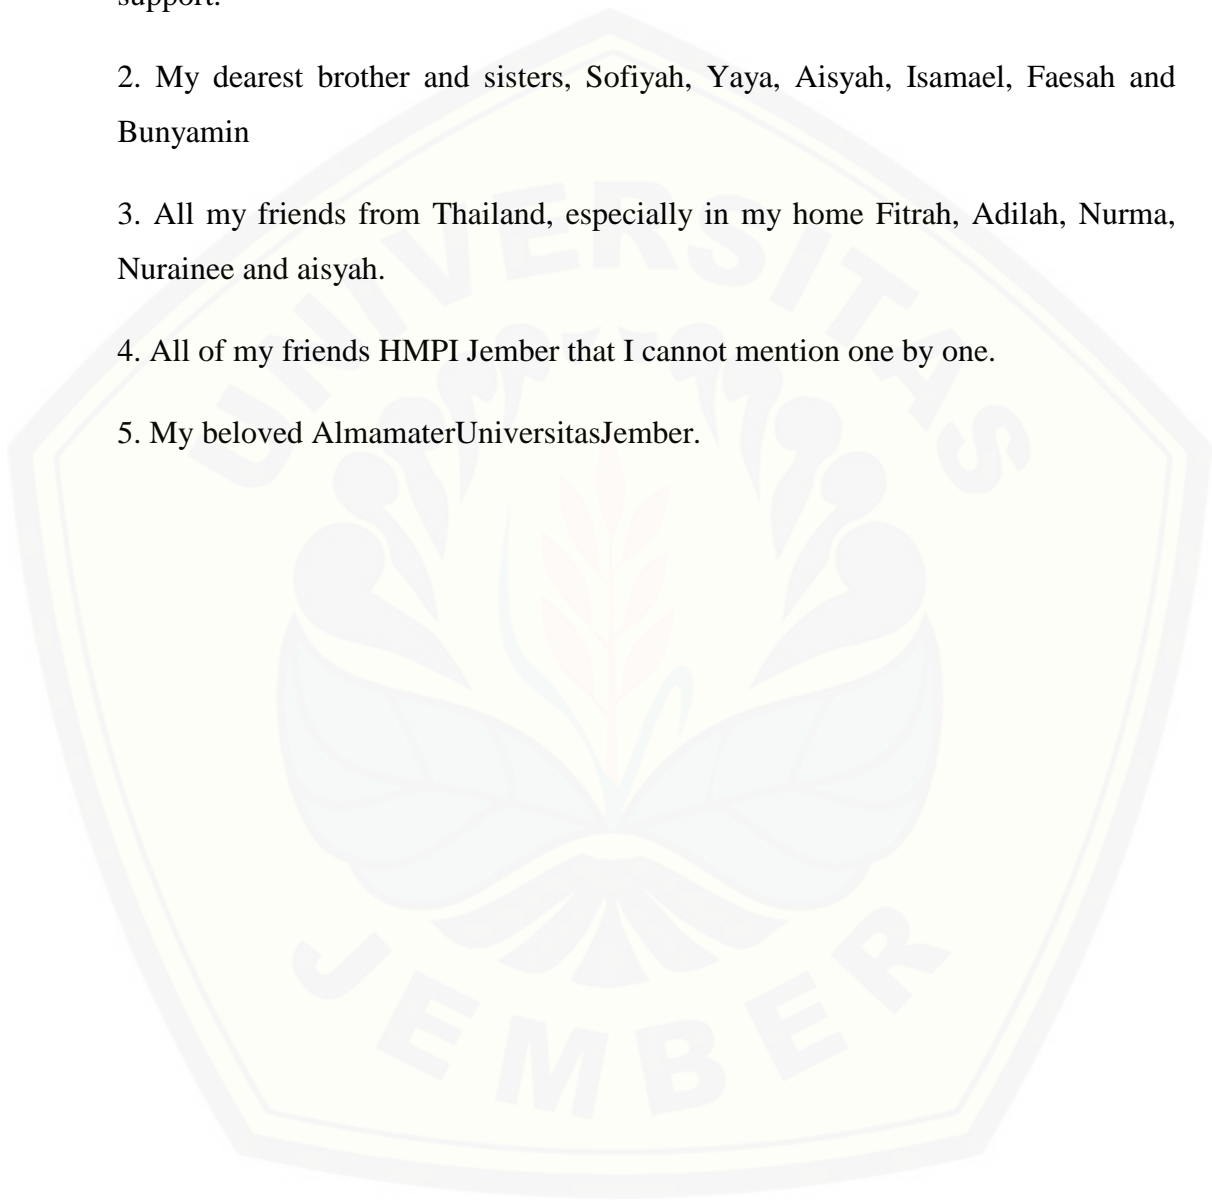 support.
2. My dearest brother and sisters, Sofiyah, Yaya, Aisyah, Isamael, Faesah and
Bunyamin
3. All my friends from Thailand, especially in my home Fitrah, Adilah, Nurma,
Nurainee and aisyah.
4. All of my friends HMPI Jember that I cannot mention one by one.
5. My beloved AlmamaterUniversitasJember.
UNIVERSITAS
JEMBER